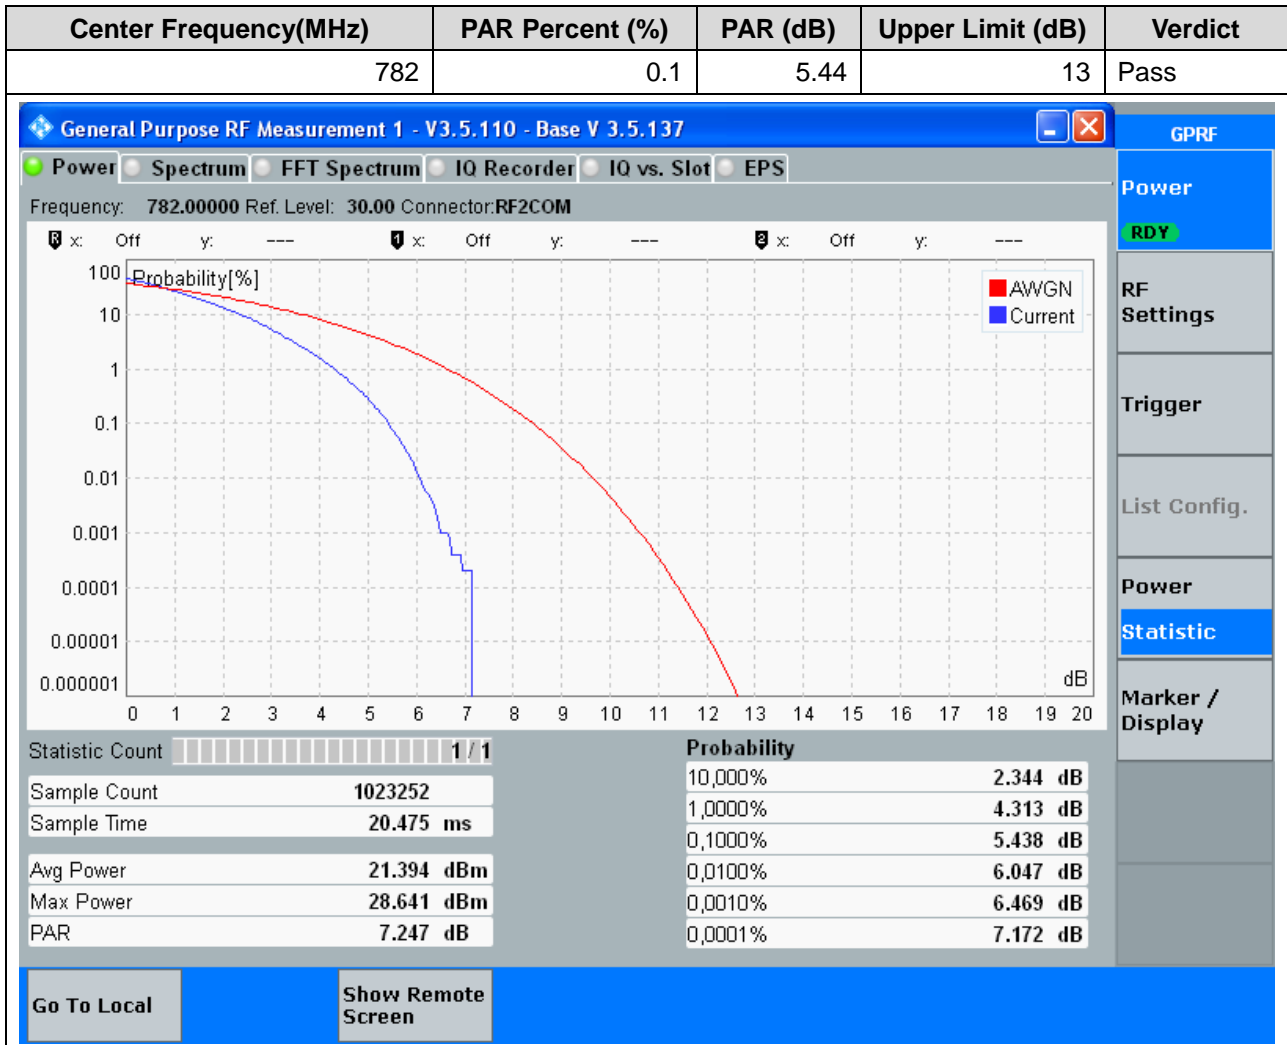 Center Frequency(MHz) PAR Percent (%) PAR (dB) Upper Limit (dB) Verdict
782 0.1 5.44 13 Pass
General Purpose RF Measurement 1 - V3.5.110 - Base V 3.5.137
GPRF
Power Spectrum FFT Spectrum IQ Recorder IQ vs. Slot EPS
Frequency: 782.00000 Ref. Level: 30.00 Connector:RF2COM
R x: Off y: --- 1 x: Off y: --- 2 x: Off y: ---
Probability[%]
100
10
1
0.1
0.01
0.001
0.0001
0.00001
0.000001
AWGN
Current
dB
0 1 2 3 4 5 6 7 8 9 10 11 12 13 14 15 16 17 18 19 20
Statistic Count 1 / 1
Sample Count 1023252
Sample Time 20.475 ms
Avg Power 21.394 dBm
Max Power 28.641 dBm
PAR 7.247 dB
Probability
10,000% 2.344 dB
1,0000% 4.313 dB
0,1000% 5.438 dB
0,0100% 6.047 dB
0,0010% 6.469 dB
0,0001% 7.172 dB
Power
RDY
RF
Settings
Trigger
List Config.
Power
Statistic
Marker /
Display
Go To Local
Show Remote
Screen